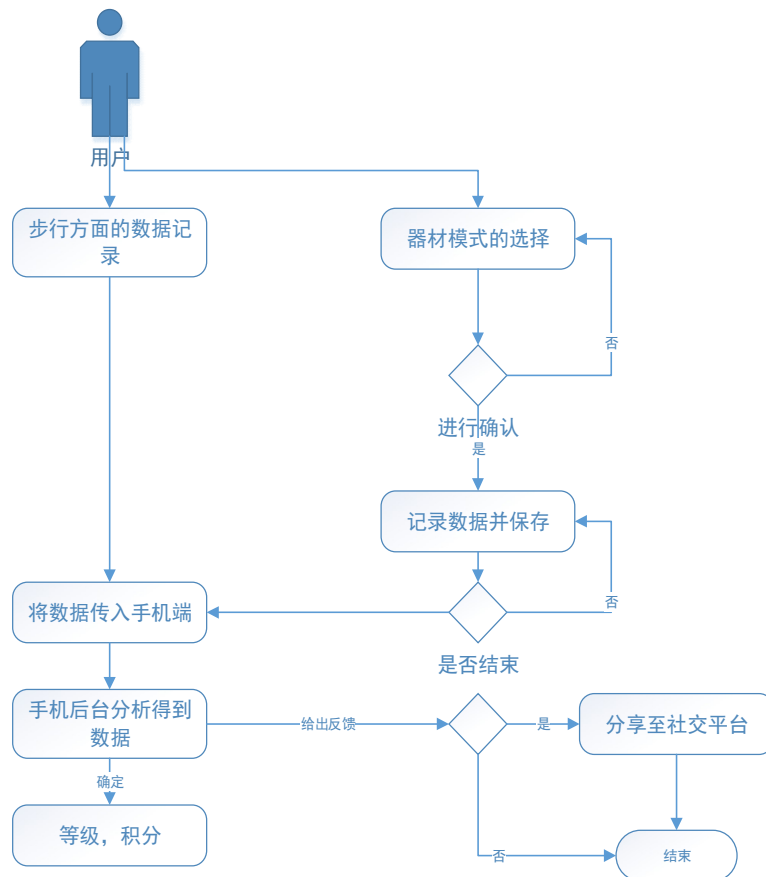 用户
步行方面的数据记
录
器材模式的选择
否
进行确认
是
记录数据并保存
否
将数据传入手机端
是否结束
手机后台分析得到
数据
给出反馈
是
分享至社交平台
确定
等级，积分
否
结束